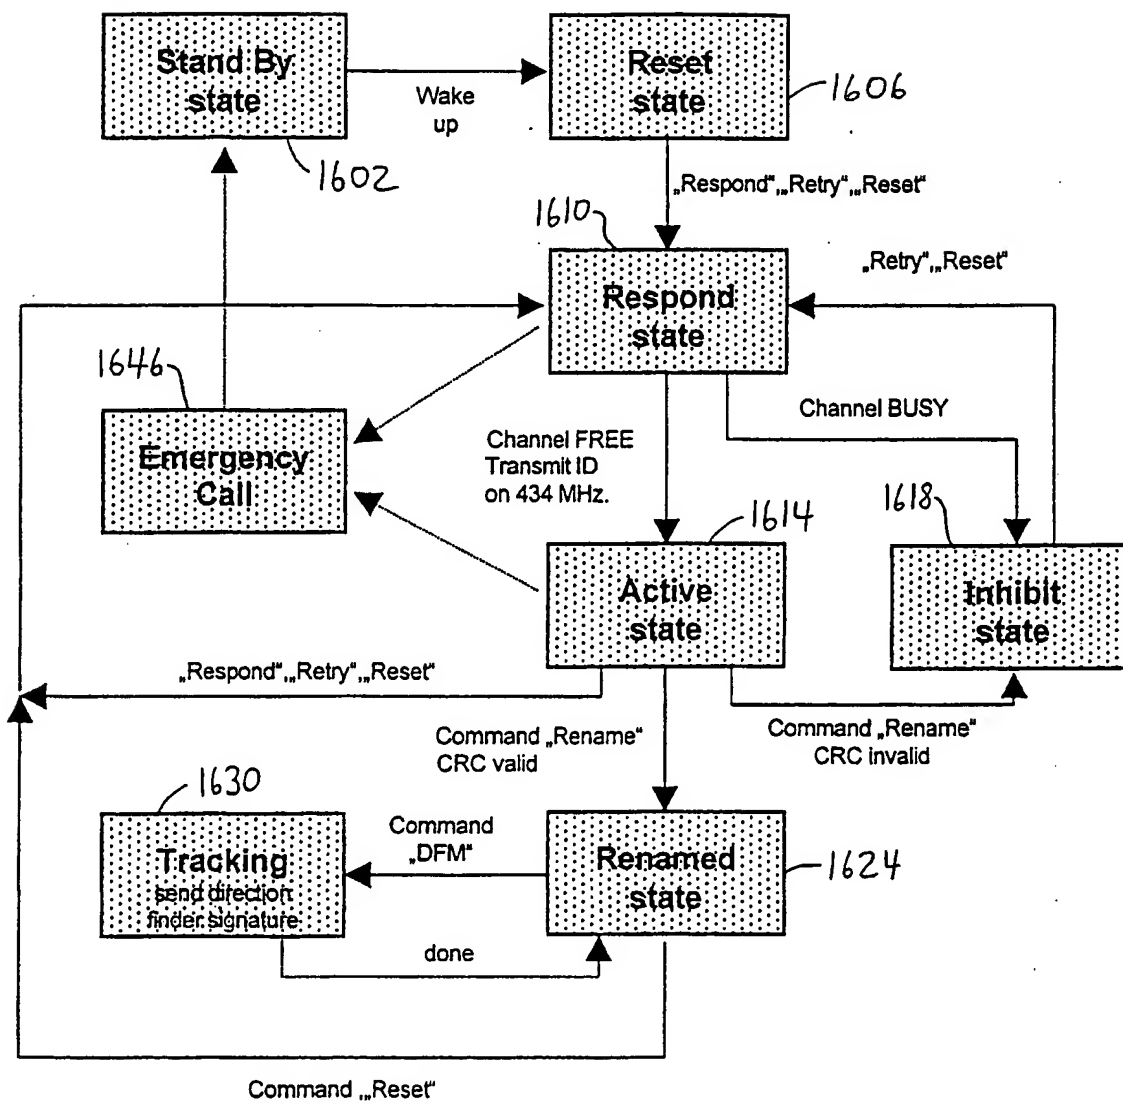 Stand By
state
Reset
state
1606
Wake
up
1602
„Respond“,„Retry“,„Reset“
1610
„Retry“,„Reset“
Respond
state
1646
Channel BUSY
Emergency
Call
Channel FREE
Transmit ID
on 434 MHz.
1614
1618
Active
state
Inhibit
state
„Respond“,„Retry“,„Reset“
Command „Rename“
CRC valid
Command „Rename“
CRC invalid
1630
Command
„DFM“
Tracking
send direction
finder signature
Renamed
state
1624
done
Command „„Reset“